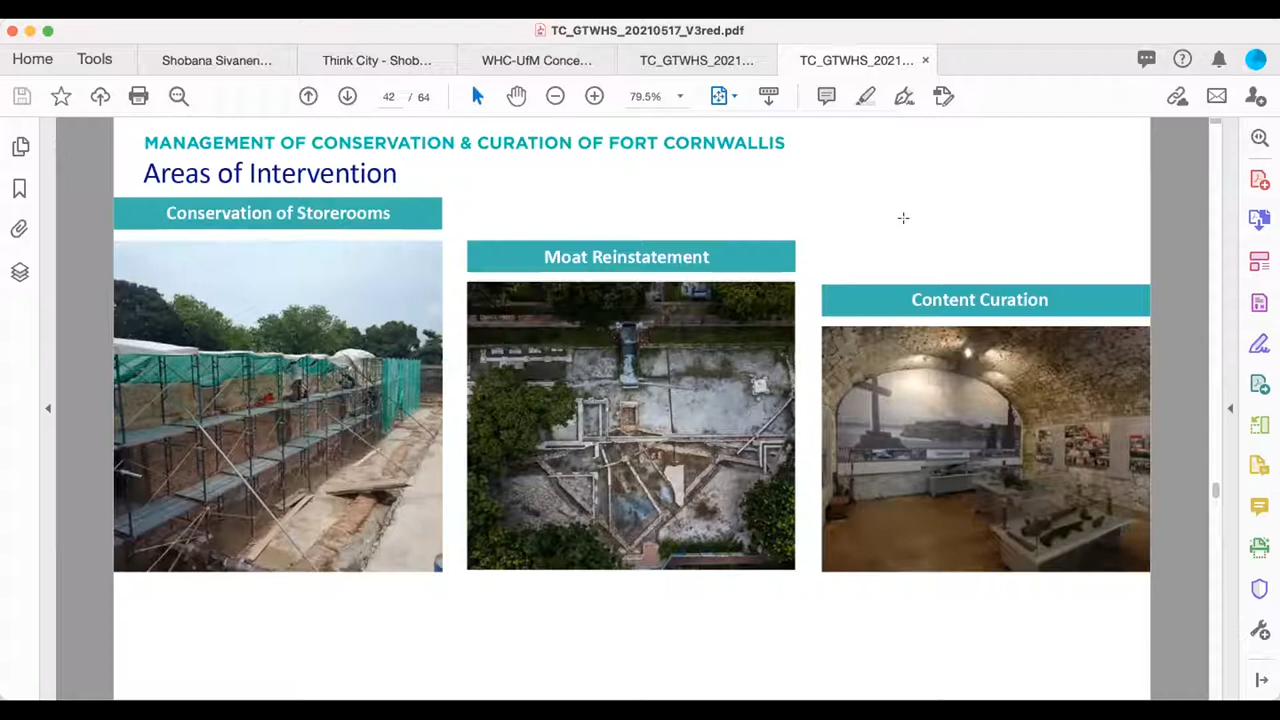 TC_GTWHS_20210517_V3red.pdf
Home
Tools
Shobana Sivanen...
Think City - Shob...
WHC-UfM Conce...
TC_GTWHS_2021...
TC_GTWHS_2021...
42 / 64
79.5%
MANAGEMENT OF CONSERVATION & CURATION OF FORT CORNWALLIS
Areas of Intervention
Conservation of Storerooms
Moat Reinstatement
Content Curation